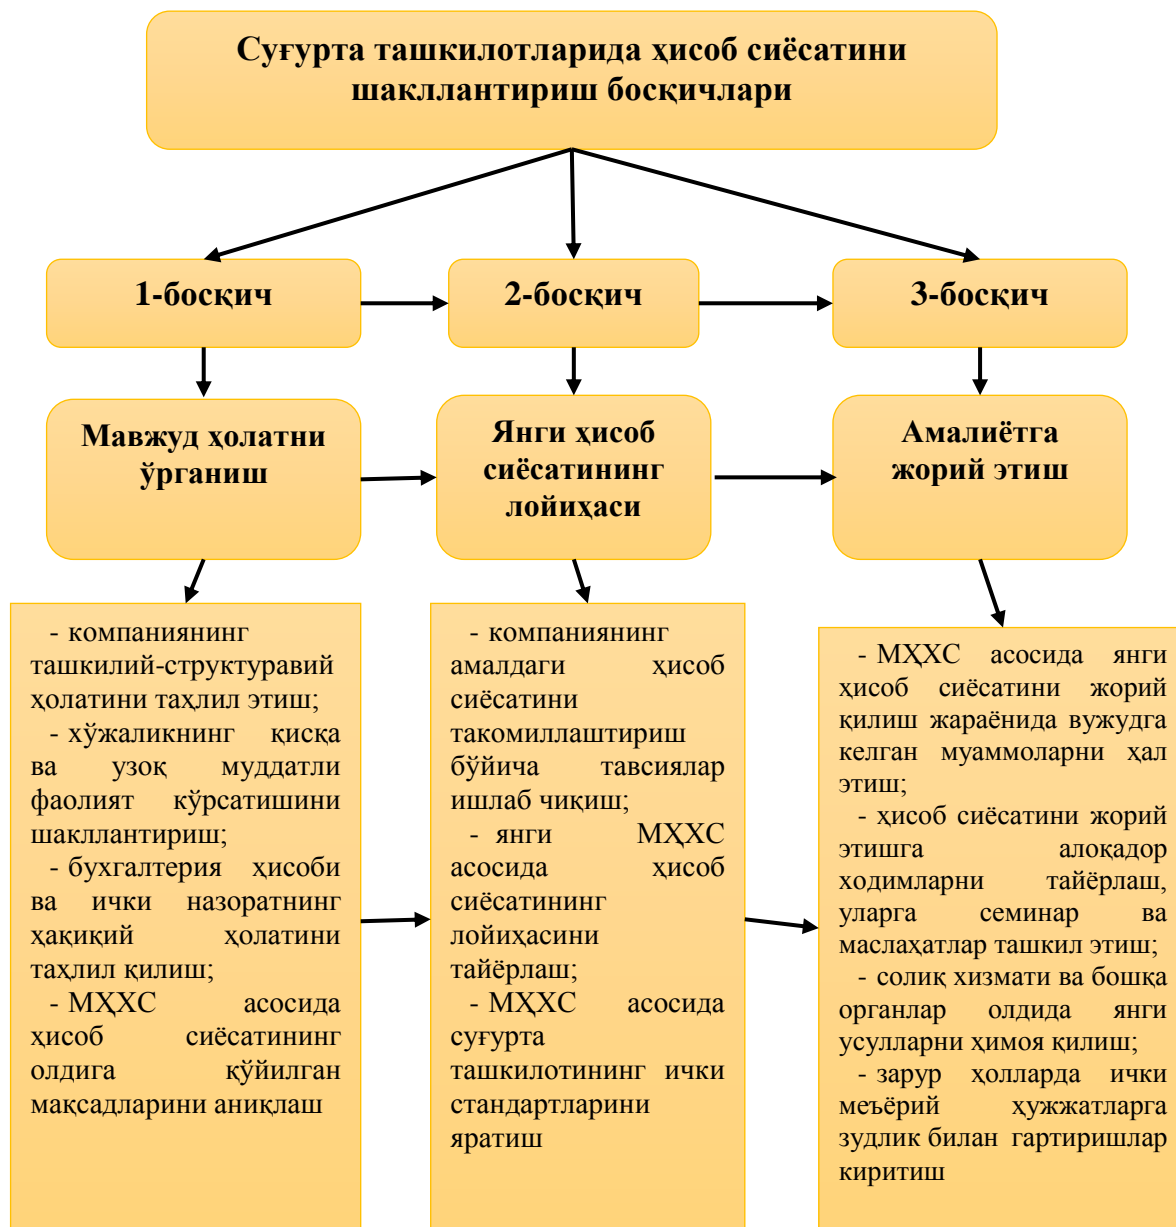 Суғурта ташкилотларида ҳисоб сиёсатини
шакллантириш босқичлари
1-босқич
2-босқич
3-босқич
Мавжуд ҳолатни
ўрганиш
Янги ҳисоб
сиёсатининг
лойиҳаси
Амалиётга
жорий этиш
- компаниянинг
ташкилий-структуравий
ҳолатини таҳлил этиш;
- хўжаликнинг қисқа
ва узоқ муддатли
фаолият кўрсатишини
шакллантириш;
- бухгалтерия ҳисоби
ва ички назоратнинг
ҳақиқий ҳолатини
таҳлил қилиш;
- МҲХС асосида
ҳисоб сиёсатининг
олдига қўйилган
мақсадларини аниқлаш
- компаниянинг
амалдаги ҳисоб
сиёсатини
такомиллаштириш
бўйича тавсиялар
ишлаб чиқиш;
- янги МҲХС
асосида ҳисоб
сиёсатининг
лойиҳасини
тайёрлаш;
- МҲХС асосида
суғурта
ташкилотининг ички
стандартларини
яратиш
- МҲХС асосида янги
ҳисоб сиёсатини жорий
қилиш жараёнида вужудга
келган муаммоларни ҳал
этиш;
- ҳисоб сиёсатини жорий
этишга алоқадор
ходимларни тайёрлаш,
уларга семинар ва
маслаҳатлар ташкил этиш;
- солиқ хизмати ва бошқа
органлар олдида янги
усулларни ҳимоя қилиш;
- зарур ҳолларда ички
меъёрий ҳужжатларга
зудлик билан гартиришлар
киритиш